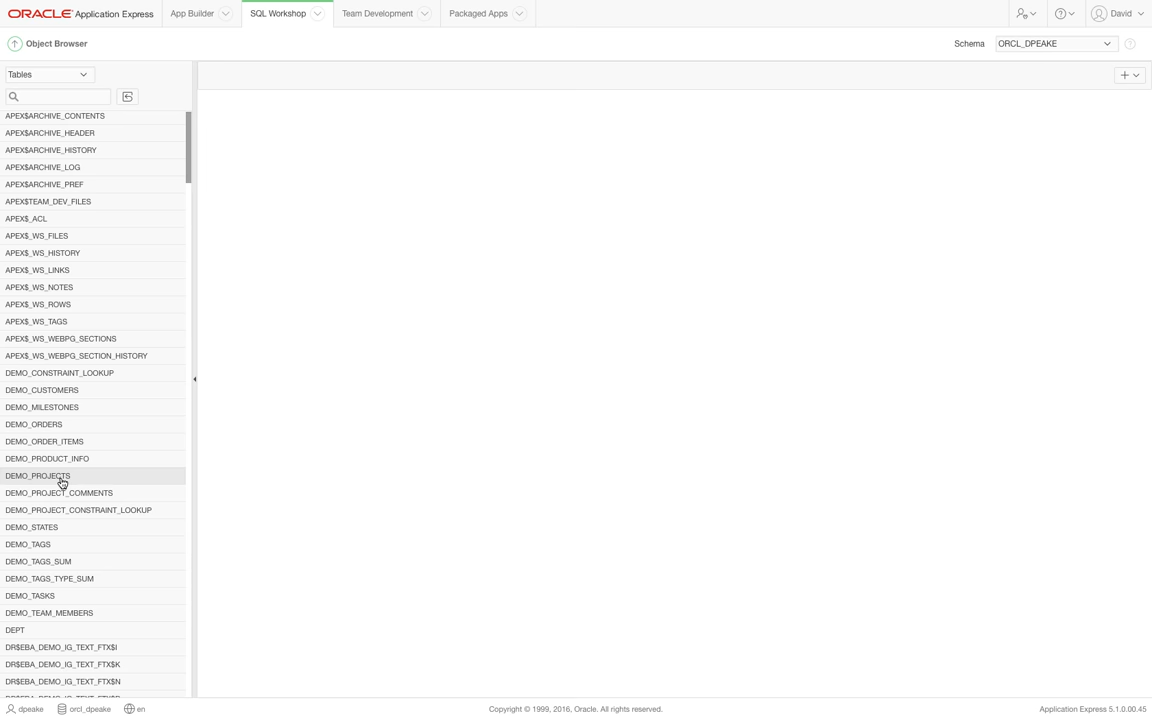 ORACLE Application Express App Builder SQL Workshop Team Development Packaged Apps David
Object Browser Schema ORCL_DPEAKE
Tables
APEX$ARCHIVE_CONTENTS
APEX$ARCHIVE_HEADER
APEX$ARCHIVE_HISTORY
APEX$ARCHIVE_LOG
APEX$ARCHIVE_PREF
APEX$TEAM_DEV_FILES
APEX$_ACL
APEX$_WS_FILES
APEX$_WS_HISTORY
APEX$_WS_LINKS
APEX$_WS_NOTES
APEX$_WS_ROWS
APEX$_WS_TAGS
APEX$_WS_WEBPG_SECTIONS
APEX$_WS_WEBPG_SECTION_HISTORY
DEMO_CONSTRAINT_LOOKUP
DEMO_CUSTOMERS
DEMO_MILESTONES
DEMO_ORDERS
DEMO_ORDER_ITEMS
DEMO_PRODUCT_INFO
DEMO_PROJECTS
DEMO_PROJECT_COMMENTS
DEMO_PROJECT_CONSTRAINT_LOOKUP
DEMO_STATES
DEMO_TAGS
DEMO_TAGS_SUM
DEMO_TAGS_TYPE_SUM
DEMO_TASKS
DEMO_TEAM_MEMBERS
DEPT
DR$EBA_DEMO_IG_TEXT_FTX$I
DR$EBA_DEMO_IG_TEXT_FTX$K
DR$EBA_DEMO_IG_TEXT_FTX$N
dpeake orcl_dpeake en Copyright © 1999, 2016, Oracle. All rights reserved. Application Express 5.1.0.00.45